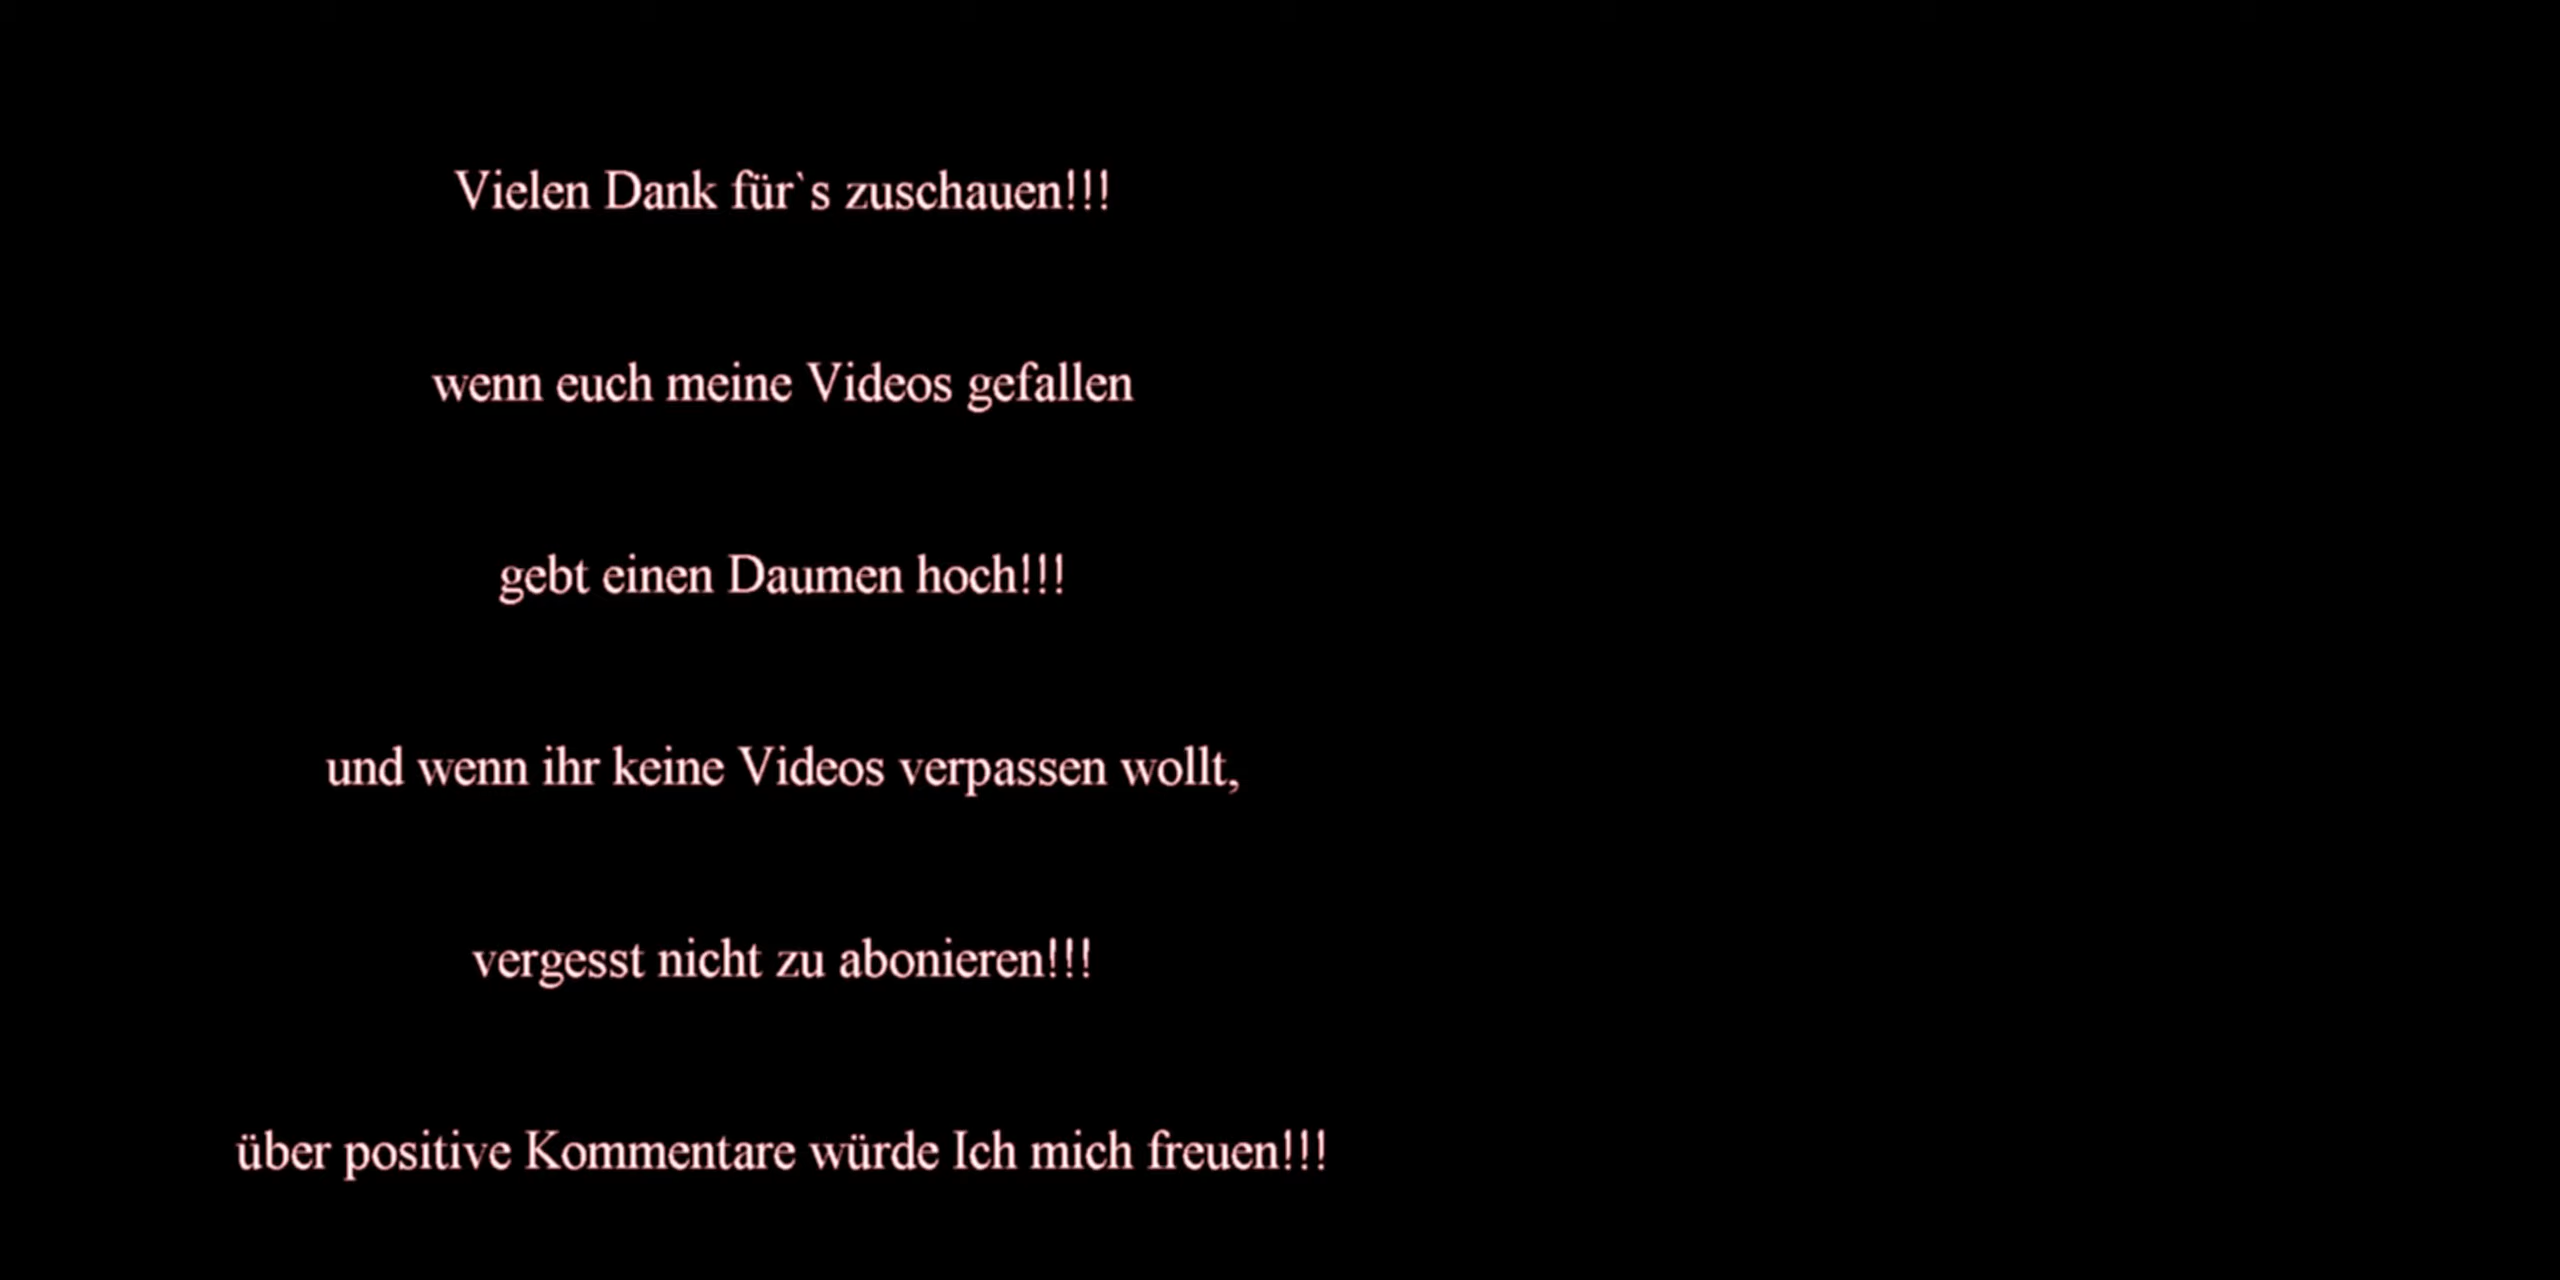 Vielen Dank für`s zuschauen!!!
wenn euch meine Videos gefallen
gebt einen Daumen hoch!!!
und wenn ihr keine Videos verpassen wollt,
vergesst nicht zu abonieren!!!
über positive Kommentare würde Ich mich freuen!!!